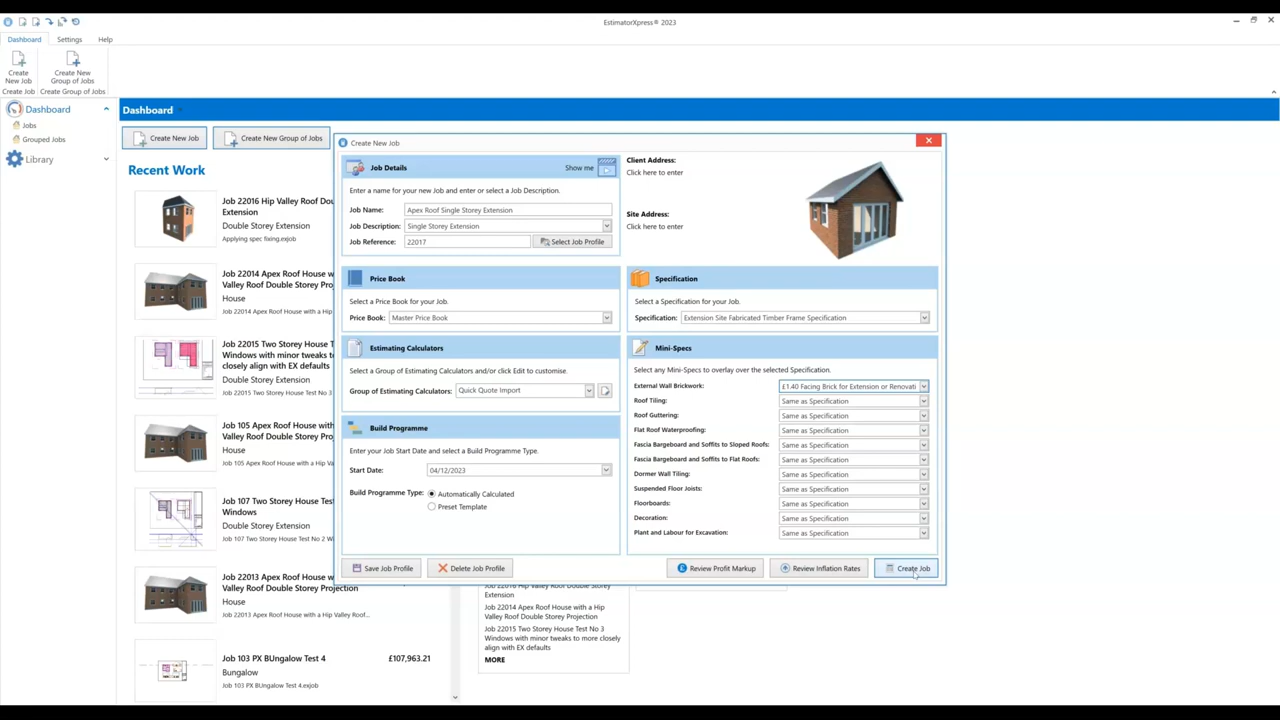 EstimatorXpress® 2023
Dashboard
Settings
Help
Create New Job
Create New Group of Jobs
Create Job
Create Group of Jobs
Dashboard
Jobs
Grouped Jobs
Library
Dashboard
Create New Job
Create New Group of Jobs
Recent Work
Job 22016 Hip Valley Roof Dou
Extension
Double Storey Extension
Applying spec fixing.exjob
Job 22014 Apex Roof House w
Valley Roof Double Storey Proj
House
Job 22014 Apex Roof House with a Hip
Job 22015 Two Storey House T
Windows with minor tweaks to
closely align with EX defaults
Job 22015 Two Storey House Test No 3
Job 105 Apex Roof House with
Valley Roof Double Storey Proj
House
Job 105 Apex Roof House with a Hip Va
Job 107 Two Storey House Test
Windows
Double Storey Extension
Job 107 Two Storey House Test No 2 W
Job 22013 Apex Roof House w
Valley Roof Double Storey Projection
House
Job 22013 Apex Roof House with a Hip Valley Roof...
Job 103 PX BUngalow Test 4
£107,963.21
Bungalow
Job 103 PX BUngalow Test 4.exjob
Create New Job
Job Details
Show me
Enter a name for your new Job and enter or select a Job Description.
Job Name: Apex Roof Single Storey Extension
Job Description: Single Storey Extension
Job Reference: 22017
Select Job Profile
Client Address:
Click here to enter
Site Address:
Click here to enter
Price Book
Select a Price Book for your Job.
Price Book: Master Price Book
Specification
Select a Specification for your Job.
Specification: Extension Site Fabricated Timber Frame Specification
Estimating Calculators
Select a Group of Estimating Calculators and/or click Edit to customise.
Group of Estimating Calculators: Quick Quote Import
Build Programme
Enter your Job Start Date and select a Build Programme Type.
Start Date: 04/12/2023
Build Programme Type: Automatically Calculated
Preset Template
Mini-Specs
Select any Mini-Specs to overlay over the selected Specification.
External Wall Brickwork: £1.40 Facing Brick for Extension or Renovati
Roof Tiling: Same as Specification
Roof Guttering: Same as Specification
Flat Roof Waterproofing: Same as Specification
Fascia Bargeboard and Soffits to Sloped Roofs: Same as Specification
Fascia Bargeboard and Soffits to Flat Roofs: Same as Specification
Dormer Wall Tiling: Same as Specification
Suspended Floor Joists: Same as Specification
Floorboards: Same as Specification
Decoration: Same as Specification
Plant and Labour for Excavation: Same as Specification
Save Job Profile
Delete Job Profile
Review Profit Markup
Review Inflation Rates
Create Job
Extension
Job 22014 Apex Roof House with a Hip
Valley Roof Double Storey Projection
Job 22015 Two Storey House Test No 3
Windows with minor tweaks to more closely
align with EX defaults
MORE